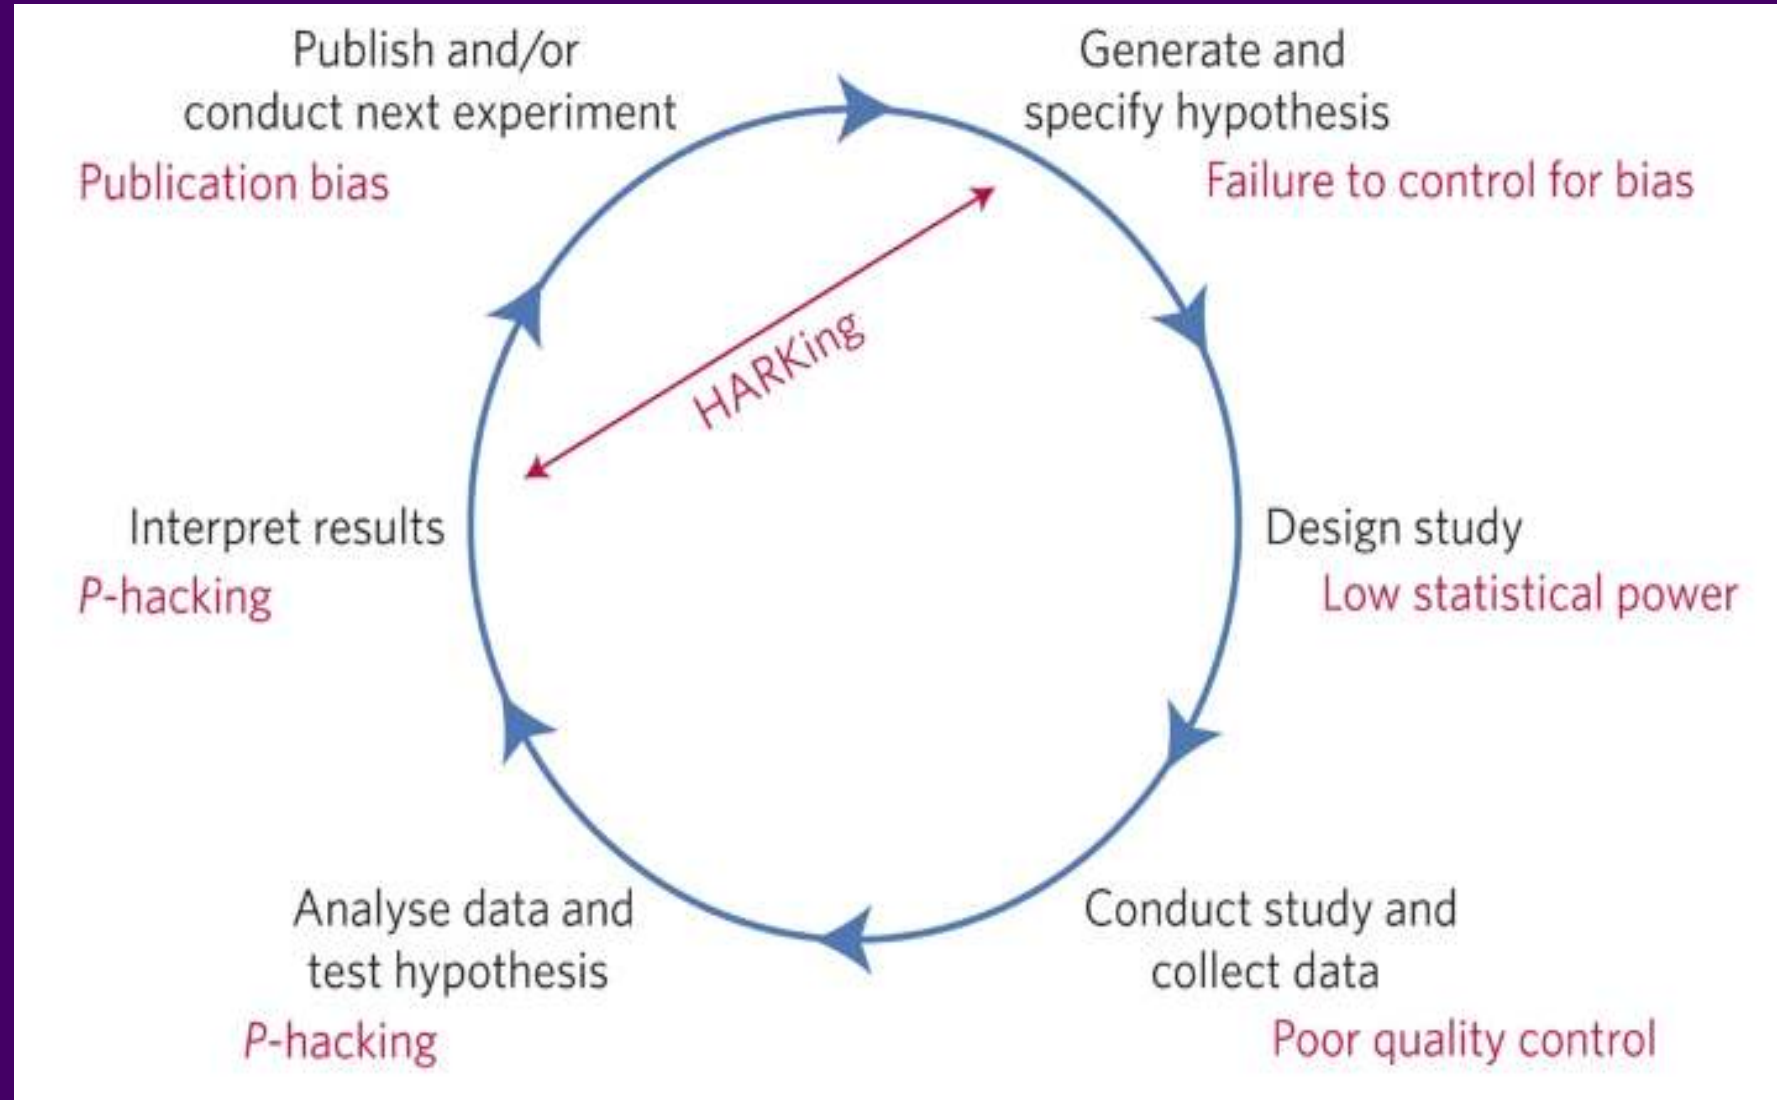 Publish and/or
conduct next experiment
Publication bias
Generate and
specify hypothesis
Failure to control for bias
HARKing
Interpret results
P-hacking
Design study
Low statistical power
Analyse data and
test hypothesis
P-hacking
Conduct study and
collect data
Poor quality control